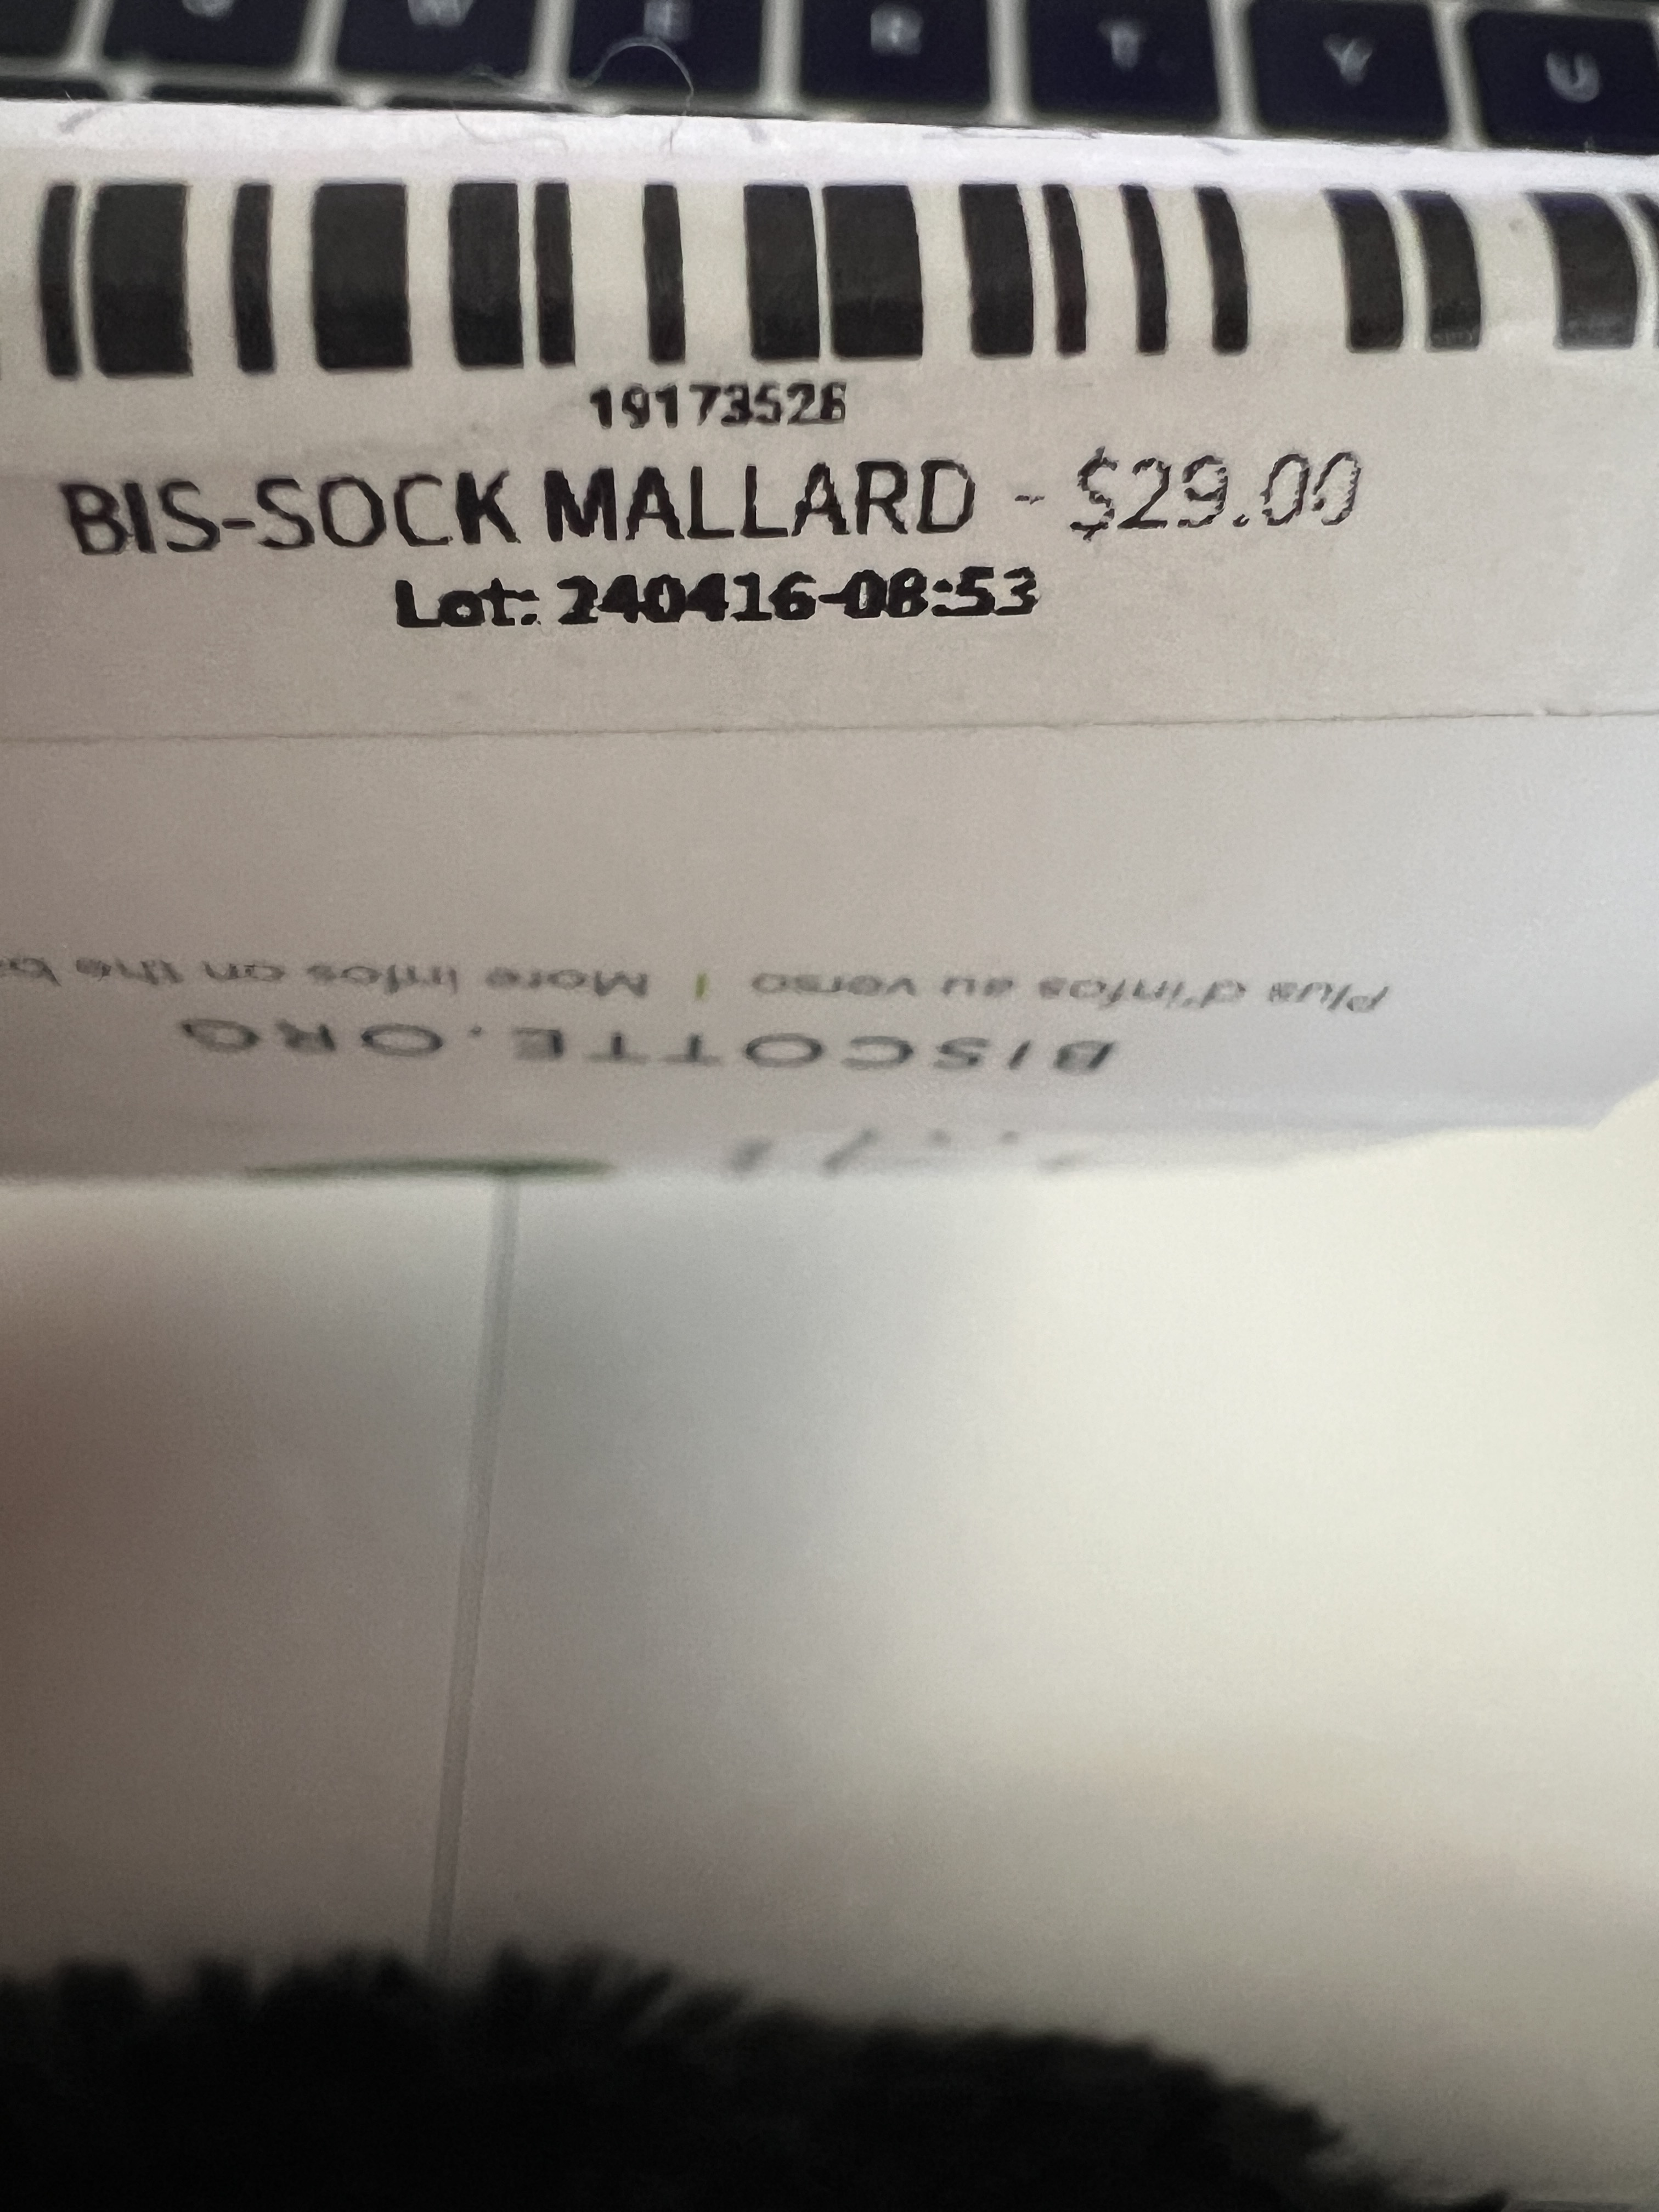 W E R T Y U
19173526
BIS-SOCK MALLARD - $29.00
Lot: 240416-08:53
BISCOTTE.ORG
Plus d'infos au verso | More infos on the